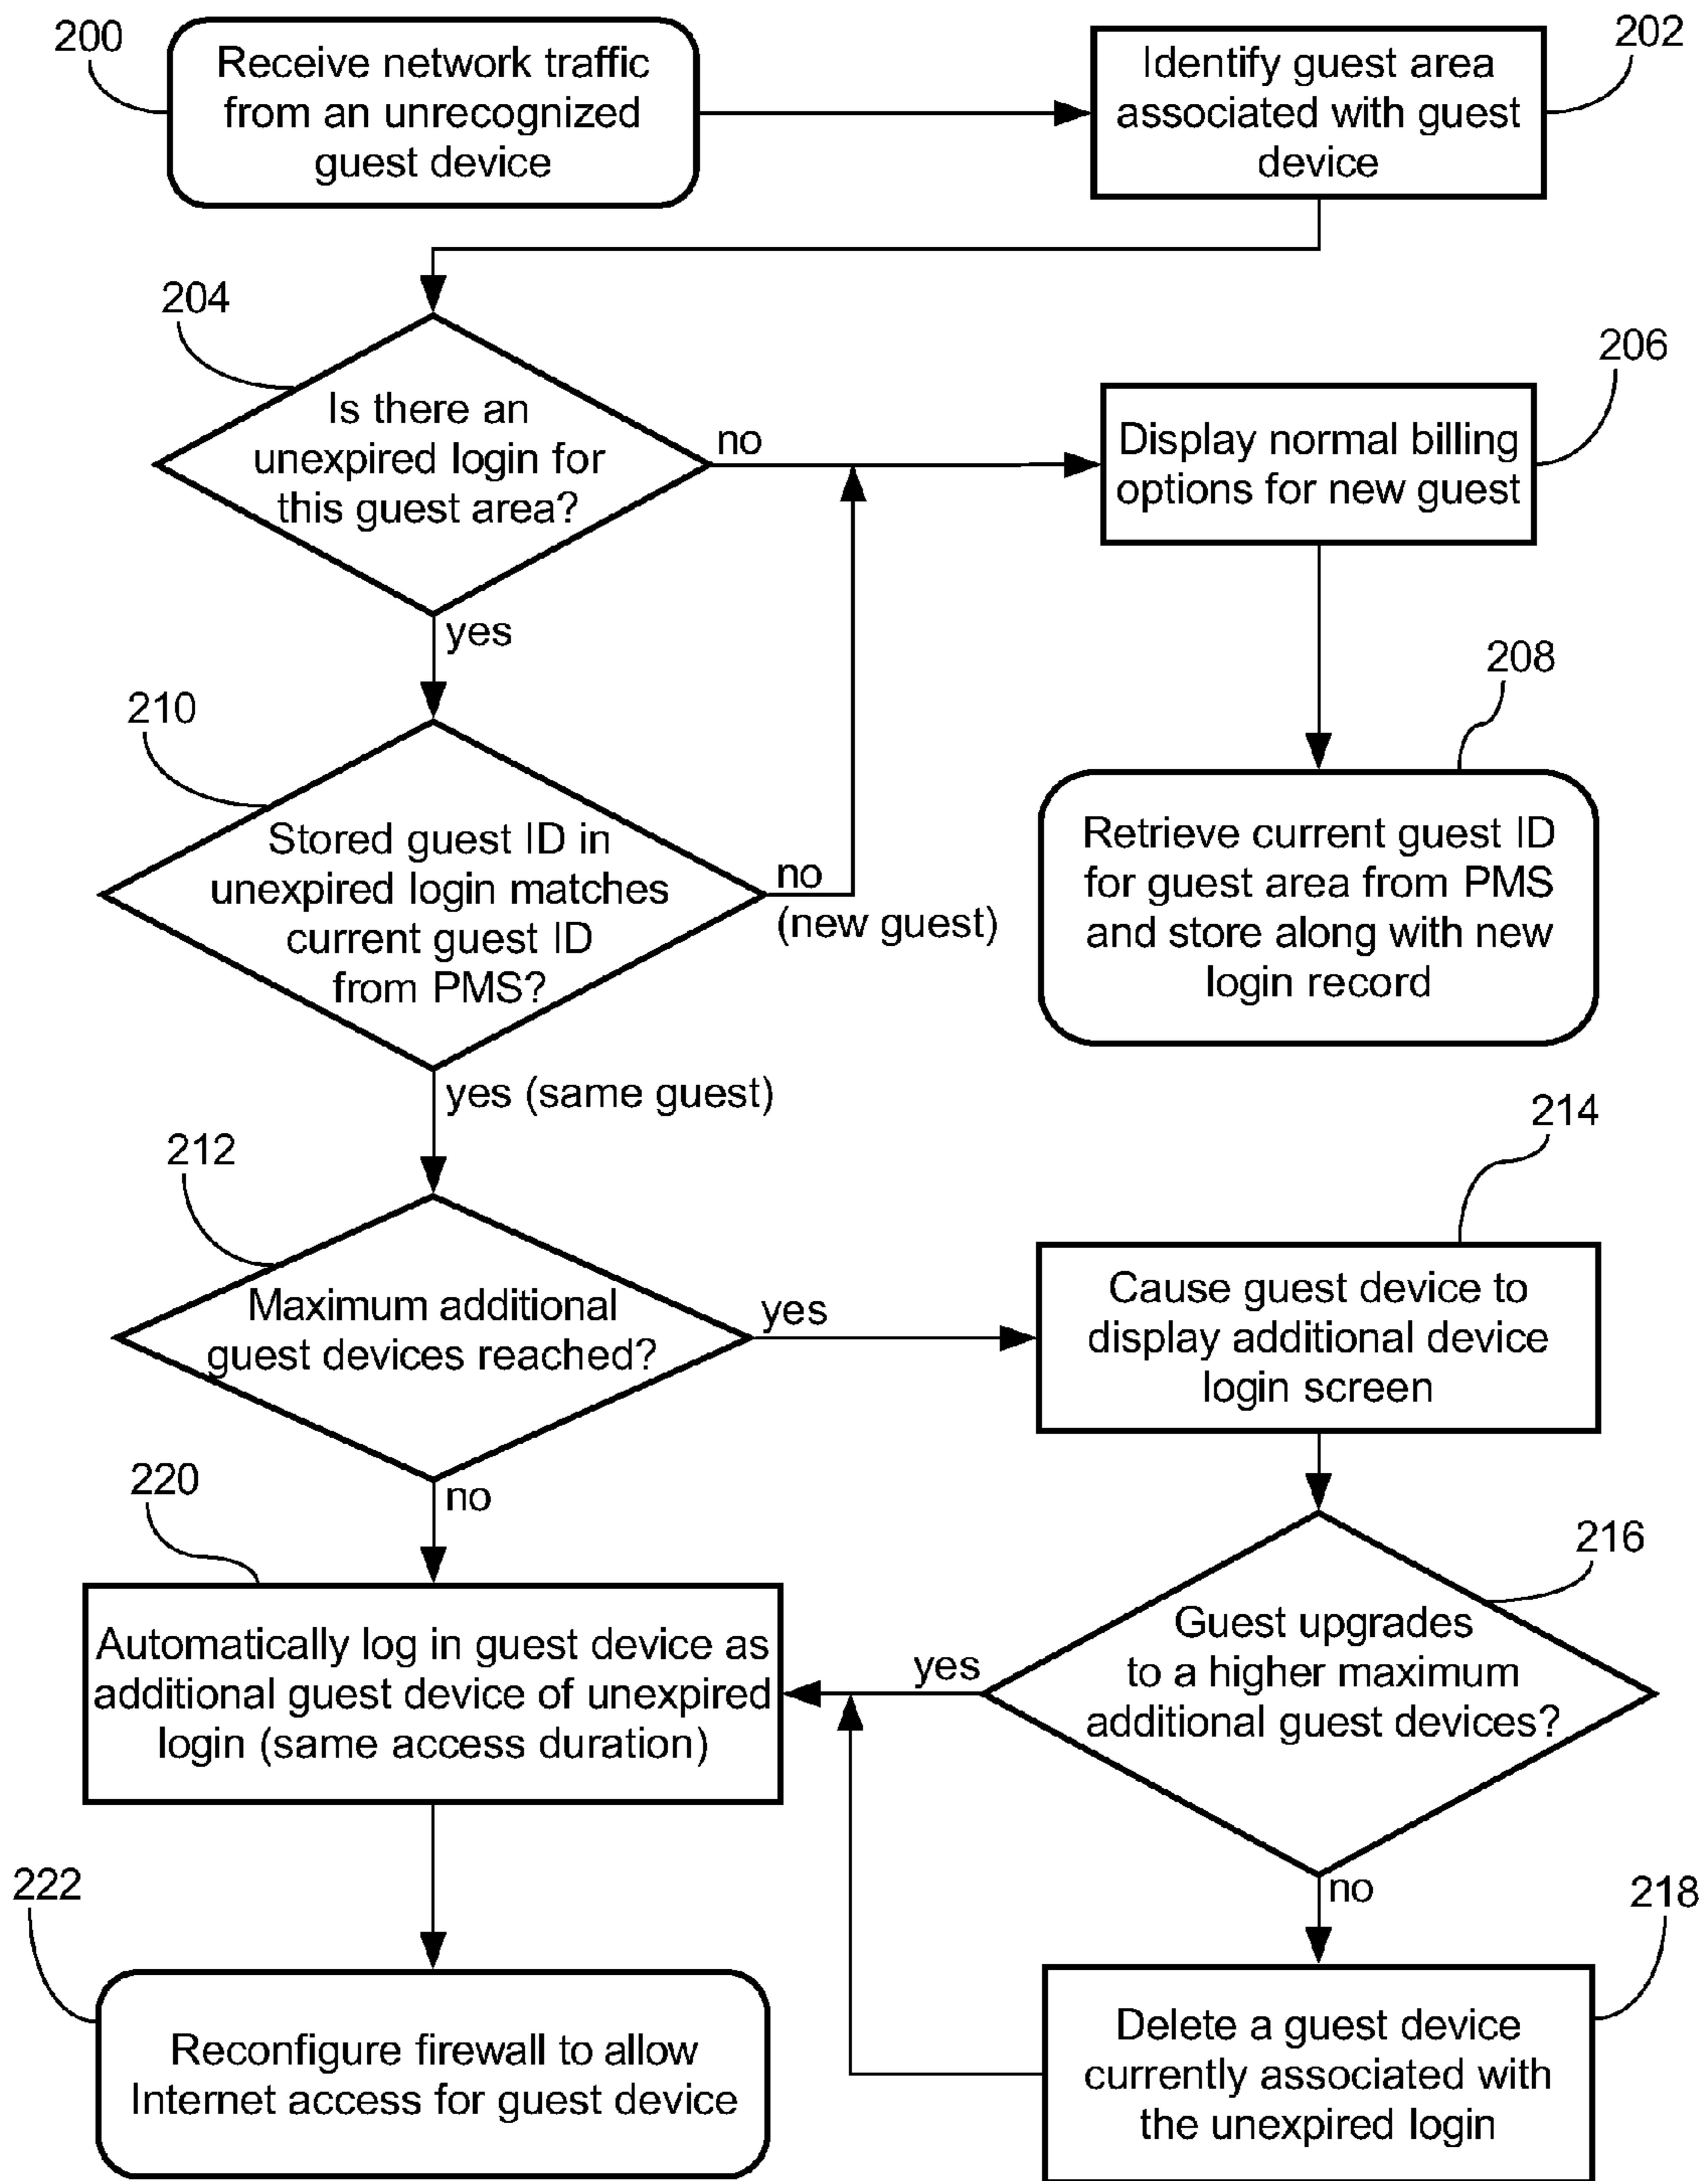 200
Receive network traffic
from an unrecognized
guest device
202
Identify guest area
associated with guest
device
204
Is there an
unexpired login for
this guest area?
no
yes
206
Display normal billing
options for new guest
208
Retrieve current guest ID
for guest area from PMS
and store along with new
login record
210
Stored guest ID in
unexpired login matches
current guest ID
from PMS?
no
(new guest)
yes (same guest)
212
Maximum additional
guest devices reached?
yes
no
214
Cause guest device to
display additional device
login screen
216
Guest upgrades
to a higher maximum
additional guest devices?
yes
no
218
Delete a guest device
currently associated with
the unexpired login
220
Automatically log in guest device as
additional guest device of unexpired
login (same access duration)
222
Reconfigure firewall to allow
Internet access for guest device